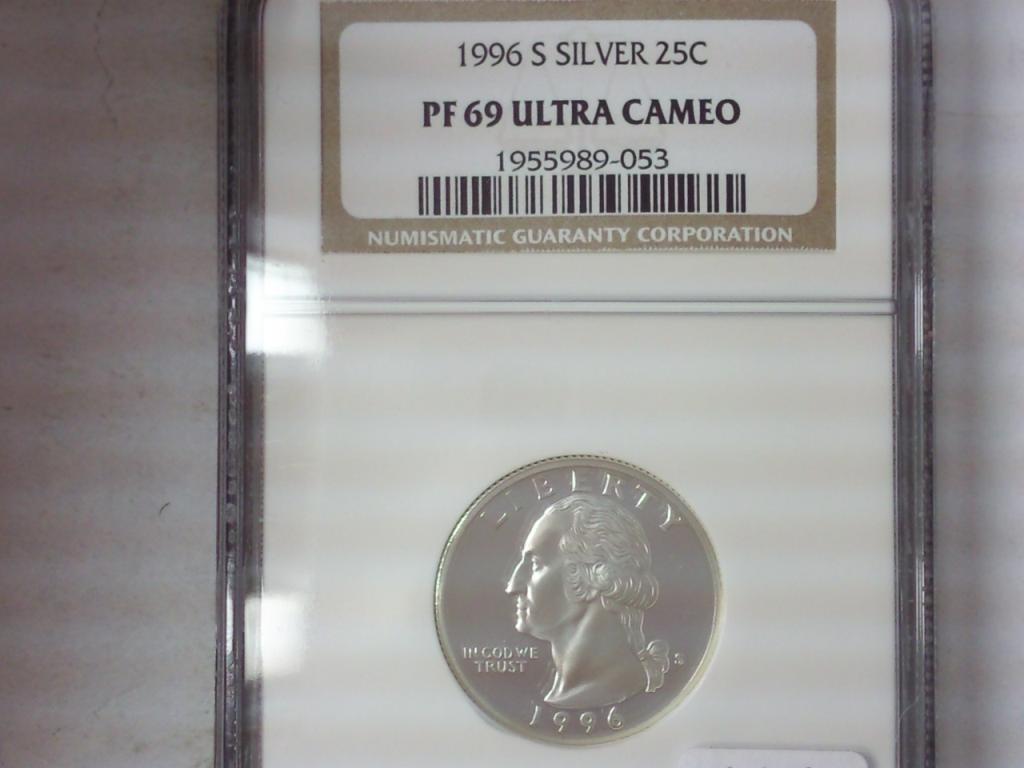 1996 S SILVER 25C
PF 69 ULTRA CAMEO
1955989-053
NUMISMATIC GUARANTY CORPORATION
LIBERTY
IN GOD WE
TRUST
S
1996